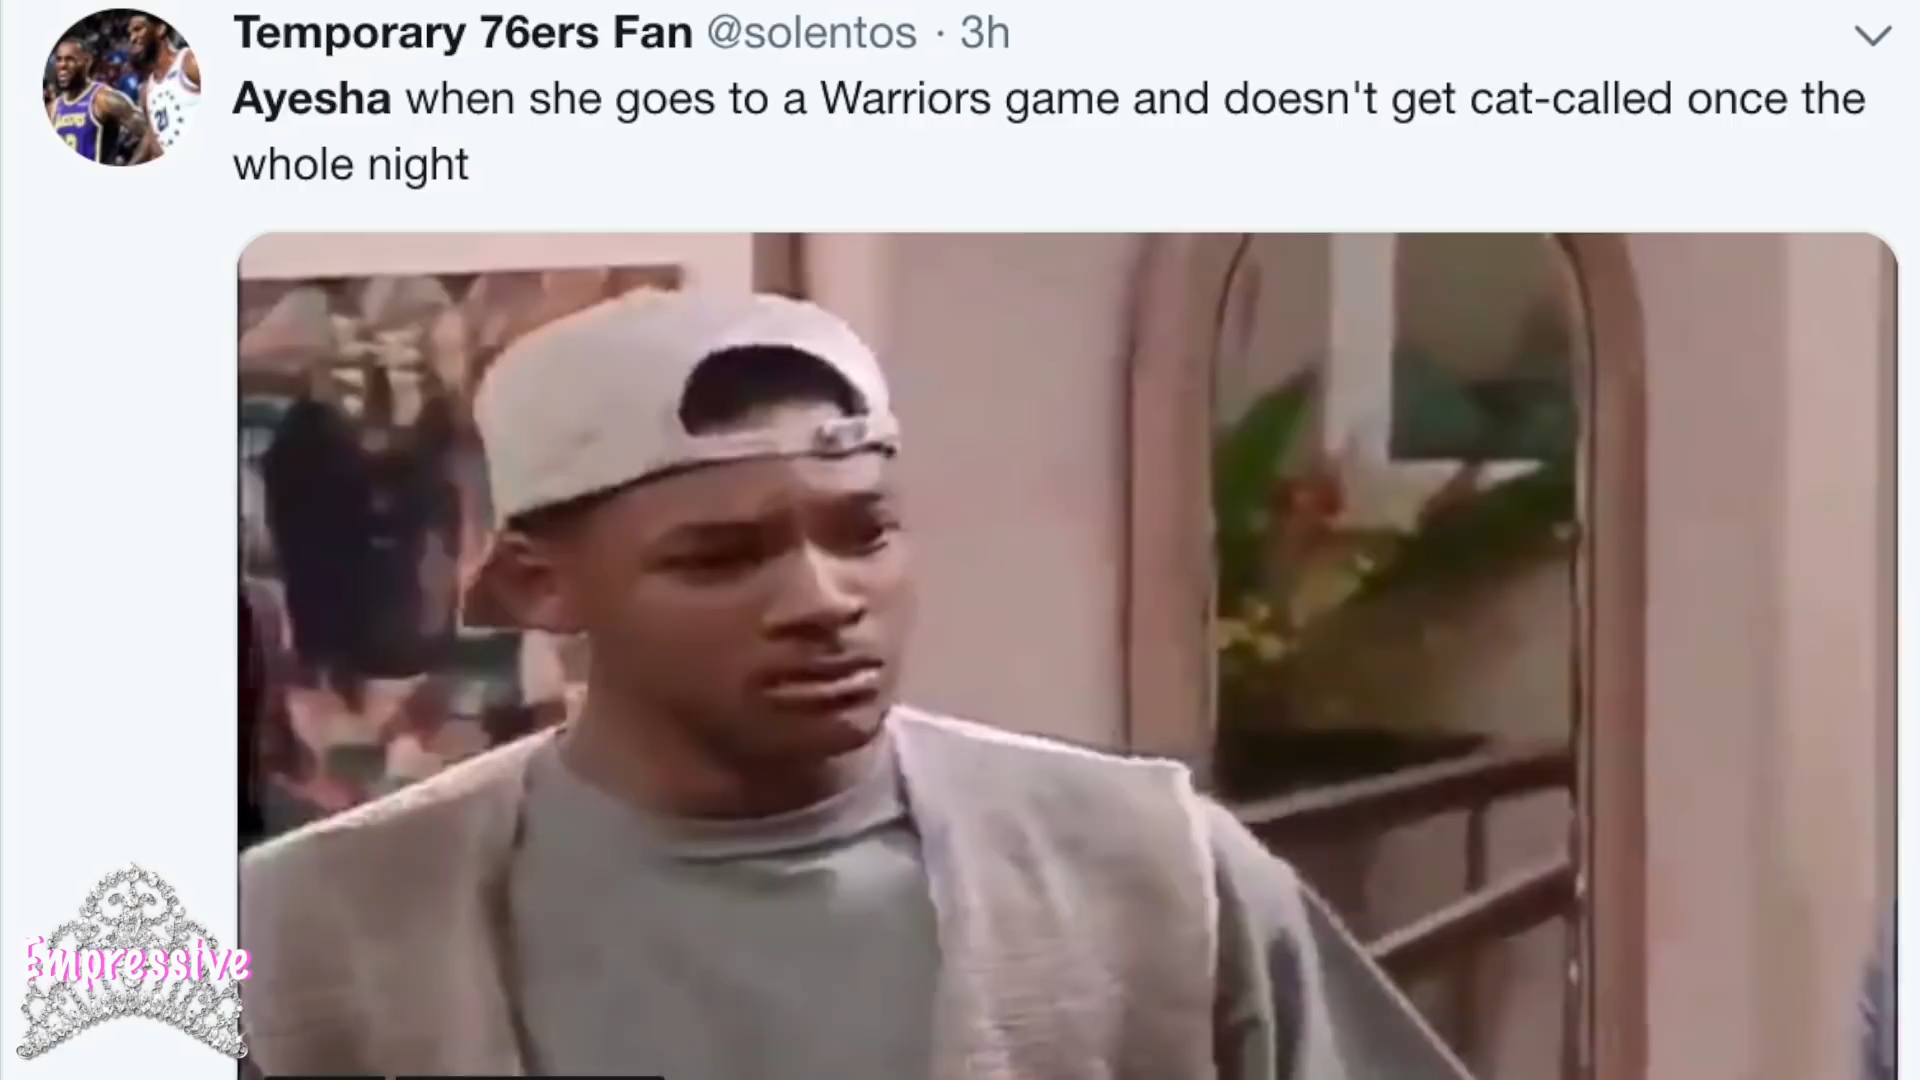 Temporary 76ers Fan @solentos · 3h
Ayesha when she goes to a Warriors game and doesn't get cat-called once the
whole night
Empressive